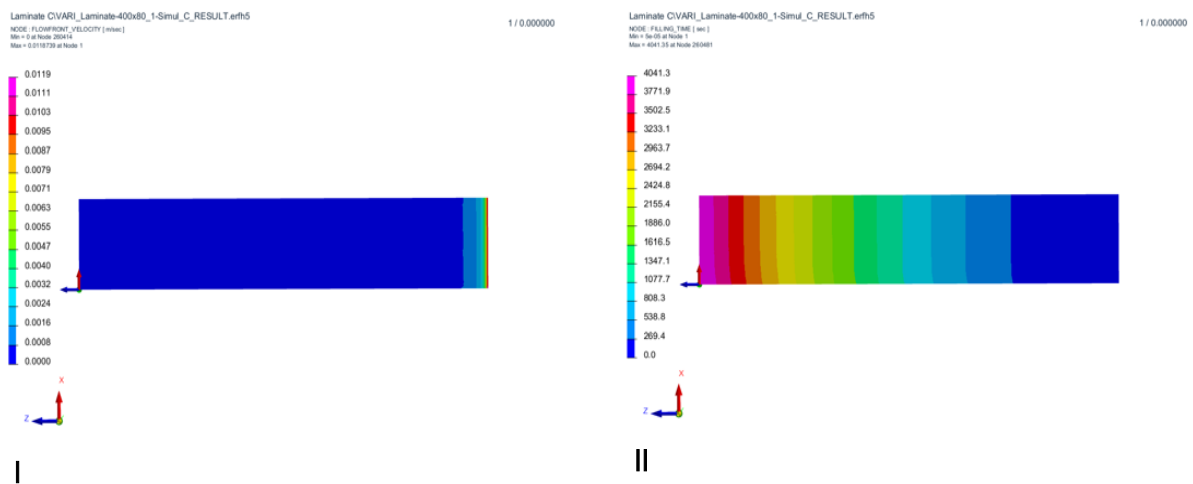 Laminate C\VARI_Laminate-400x80_1-Simul_C_RESULT.erfh5
NODE : FLOWFRONT_VELOCITY [ m/sec ]
Min = 0 at Node 260414
Max = 0.0118739 at Node 1
1 / 0.000000
0.0119
0.0111
0.0103
0.0095
0.0087
0.0079
0.0071
0.0063
0.0055
0.0047
0.0040
0.0032
0.0024
0.0016
0.0008
0.0000
X
Z
I
Laminate C\VARI_Laminate-400x80_1-Simul_C_RESULT.erfh5
NODE : FILLING_TIME [ sec ]
Min = 5e-05 at Node 1
Max = 4041.35 at Node 260481
1 / 0.000000
4041.3
3771.9
3502.5
3233.1
2963.7
2694.2
2424.8
2155.4
1886.0
1616.5
1347.1
1077.7
808.3
538.8
269.4
0.0
X
Z
II